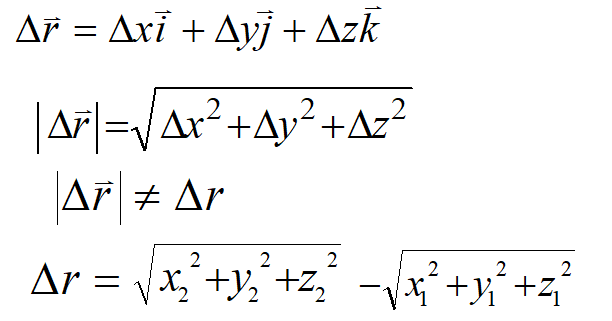 Δr⃗ = Δxi⃗ + Δyj⃗ + Δzk⃗
|Δr⃗|=√(Δx²+Δy²+Δz²)
|Δr⃗| ≠ Δr
Δr = √(x₂²+y₂²+z₂²) −√(x₁²+y₁²+z₁²)